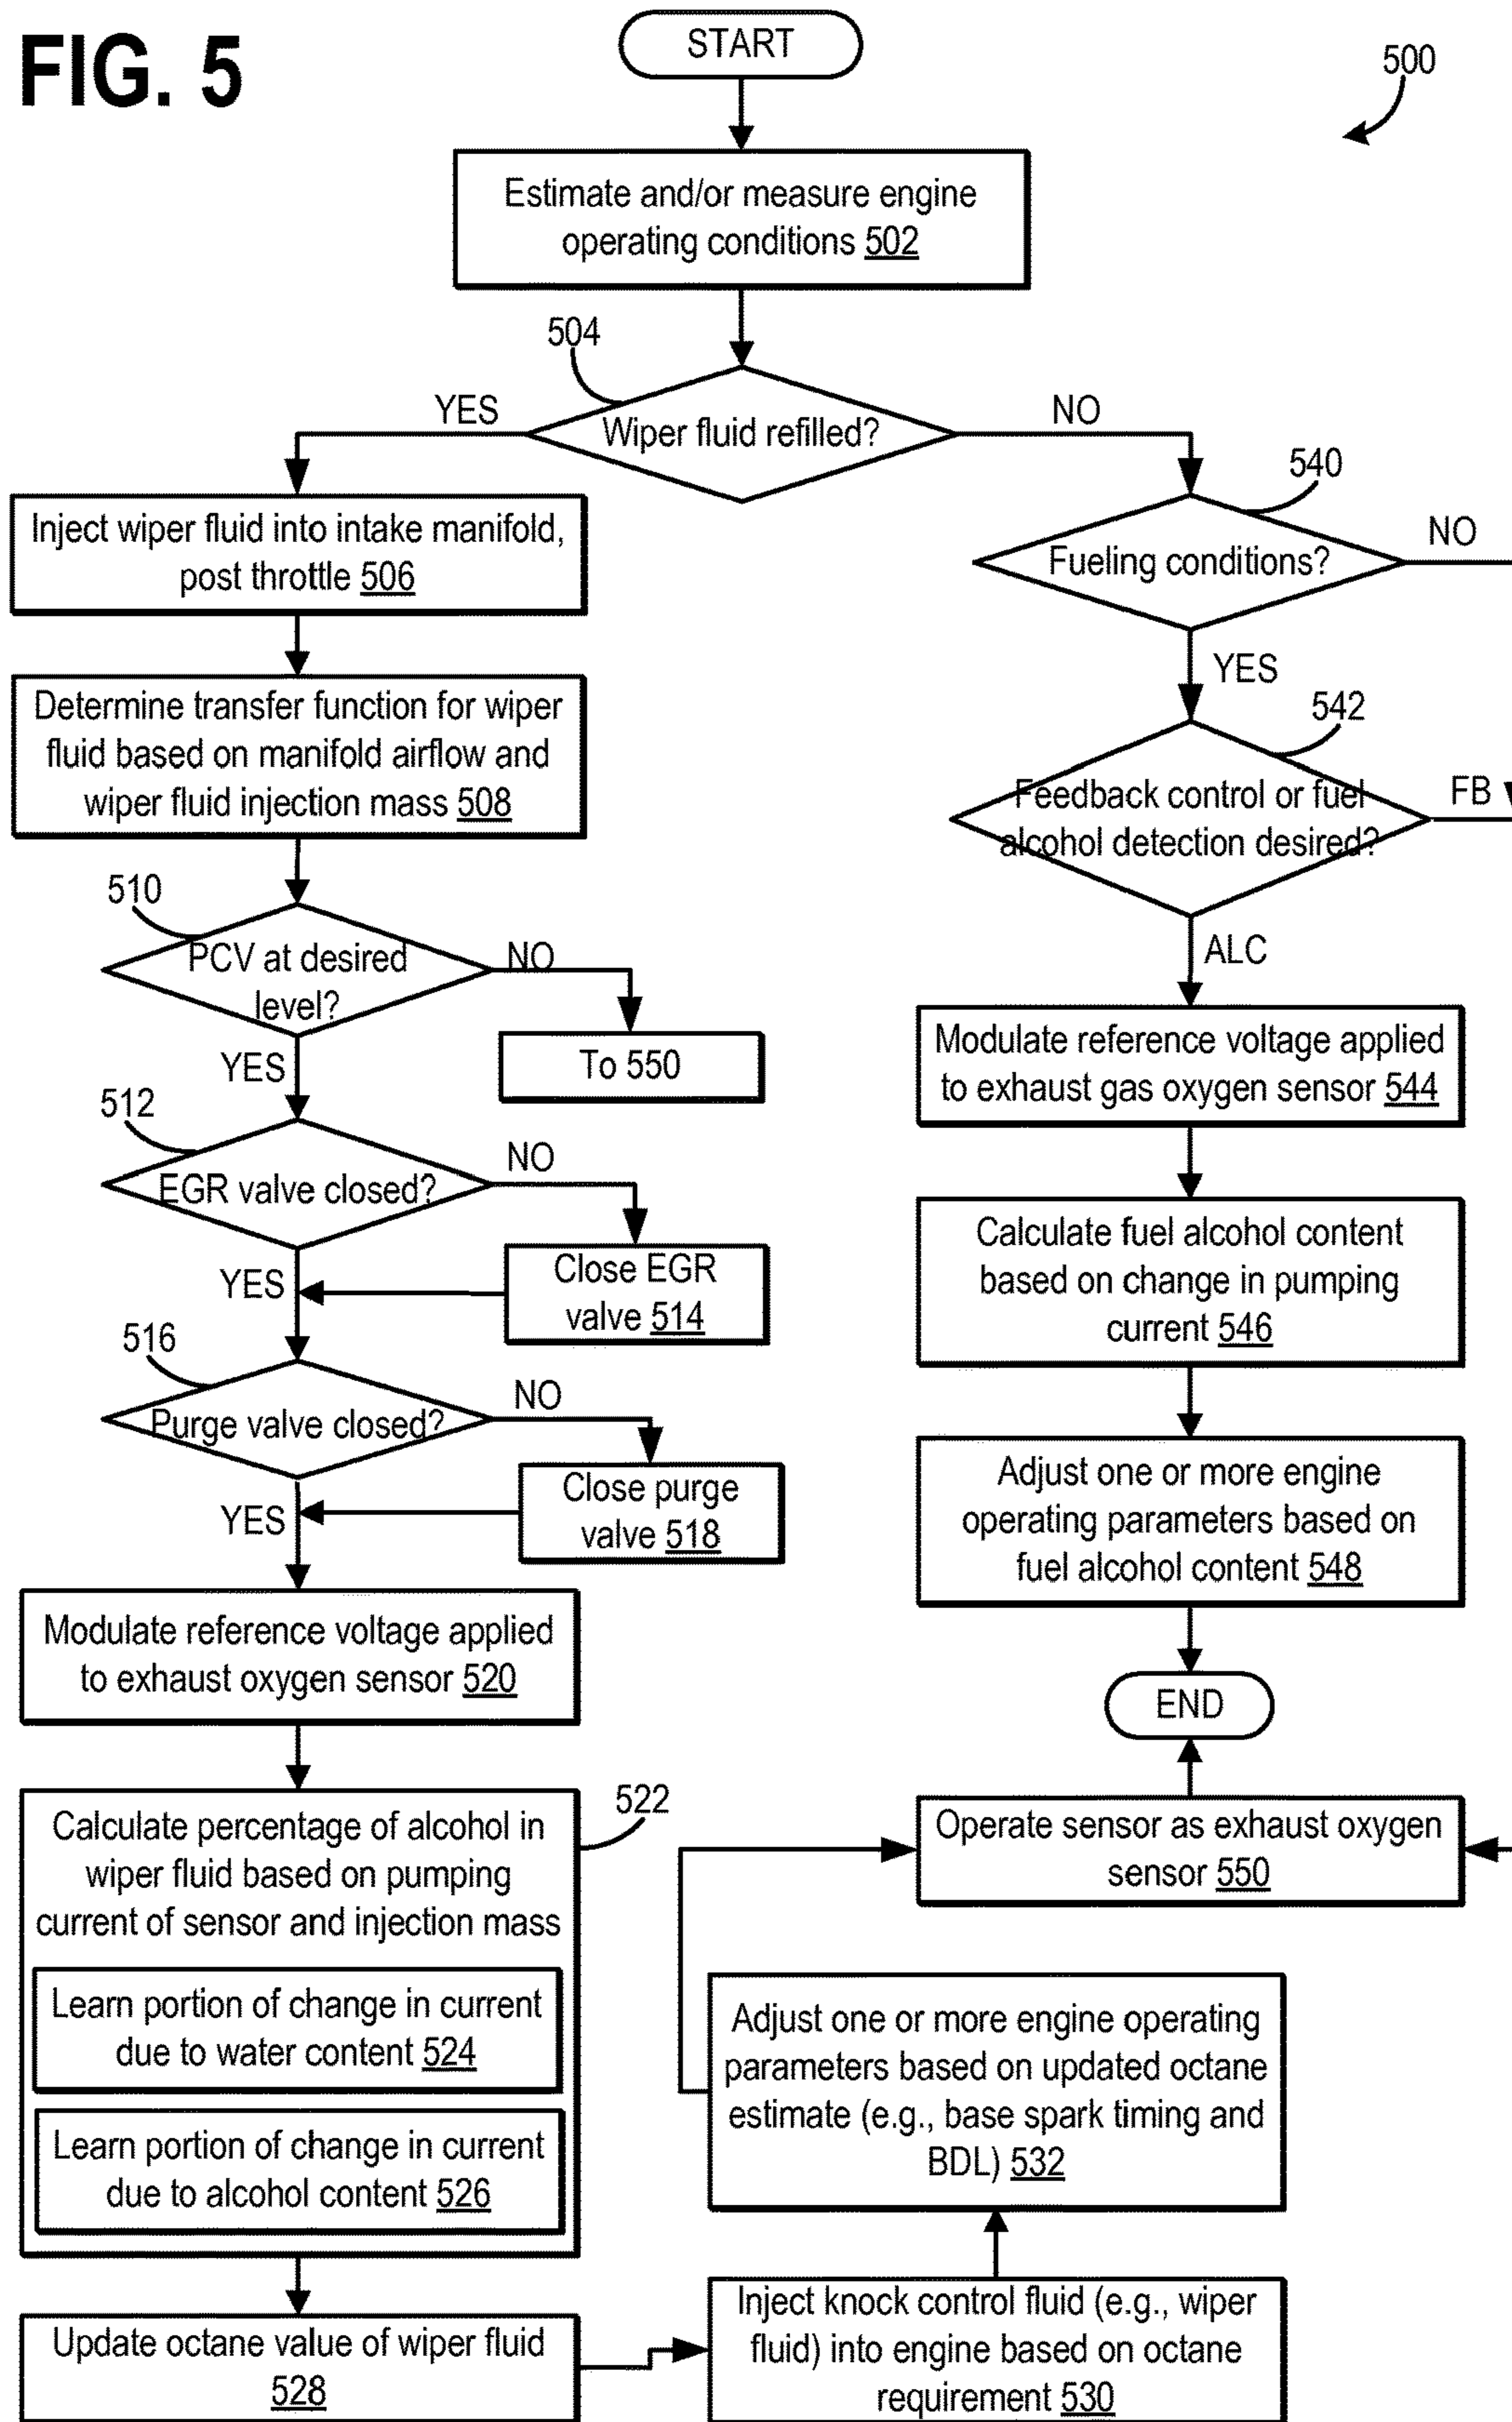 FIG. 5
START
500
Estimate and/or measure engine
operating conditions 502
504
YES
Wiper fluid refilled?
NO
540
Inject wiper fluid into intake manifold,
post throttle 506
Fueling conditions?
NO
YES
Determine transfer function for wiper
fluid based on manifold airflow and
wiper fluid injection mass 508
542
Feedback control or fuel
alcohol detection desired?
FB
ALC
510
PCV at desired
level?
NO
To 550
YES
512
EGR valve closed?
NO
Close EGR
valve 514
YES
516
Purge valve closed?
NO
Close purge
valve 518
YES
Modulate reference voltage applied
to exhaust gas oxygen sensor 544
Calculate fuel alcohol content
based on change in pumping
current 546
Adjust one or more engine
operating parameters based on
fuel alcohol content 548
END
Modulate reference voltage applied
to exhaust oxygen sensor 520
522
Calculate percentage of alcohol in
wiper fluid based on pumping
current of sensor and injection mass
Learn portion of change in current
due to water content 524
Learn portion of change in current
due to alcohol content 526
Operate sensor as exhaust oxygen
sensor 550
Adjust one or more engine operating
parameters based on updated octane
estimate (e.g., base spark timing and
BDL) 532
Update octane value of wiper fluid
528
Inject knock control fluid (e.g., wiper
fluid) into engine based on octane
requirement 530